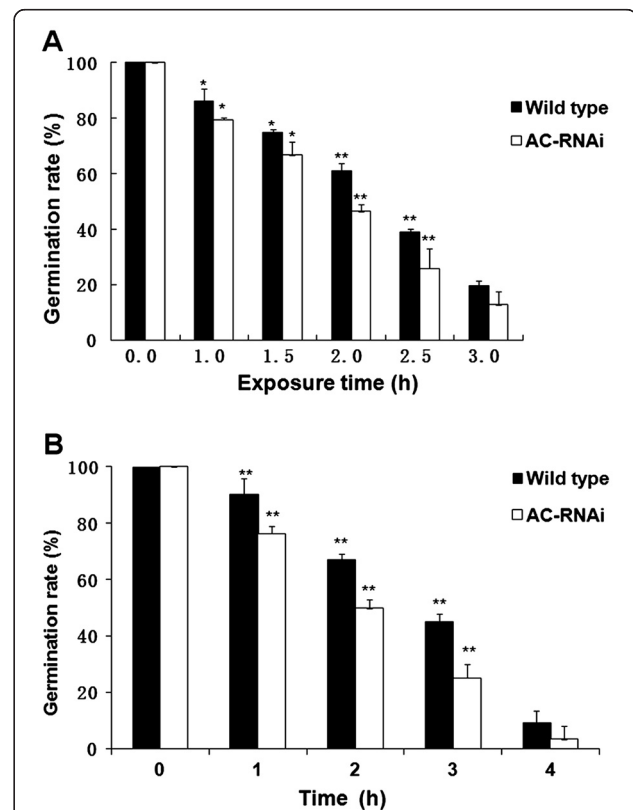 A
100
80
60
40
20
0
Germination rate (%)
* * * * ** ** ** **
Wild type
AC-RNAi
0.0 1.0 1.5 2.0 2.5 3.0
Exposure time (h)
B
100
80
60
40
20
0
Germination rate (%)
** ** ** ** ** **
Wild type
AC-RNAi
0 1 2 3 4
Time (h)